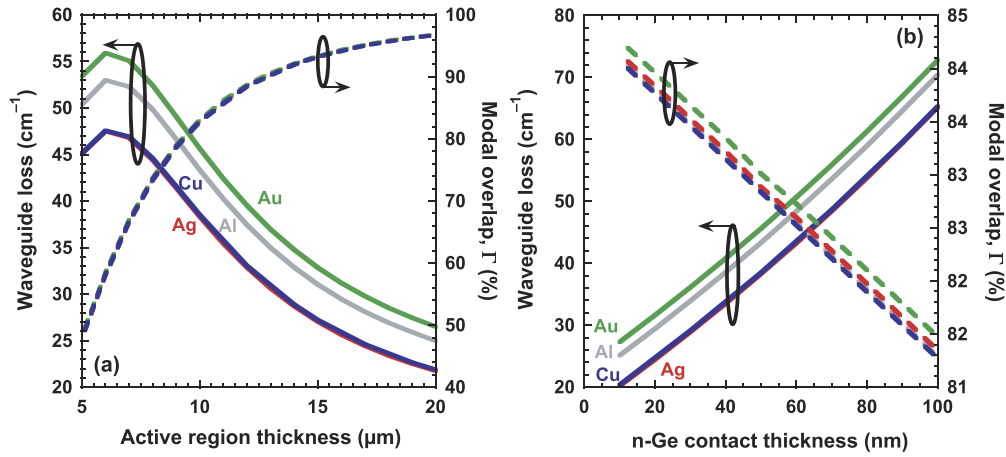 Waveguide loss (cm⁻¹)
60
55
50
45
40
35
30
25
20
5
10
15
20
Active region thickness (µm)
100
90
80
70
60
50
40
Modal overlap, Γ (%)
Cu
Au
Ag
Al
(a)
Waveguide loss (cm⁻¹)
80
70
60
50
40
30
20
0
20
40
60
80
100
n-Ge contact thickness (nm)
85
84
84
83
83
82
82
81
Modal overlap, Γ (%)
(b)
Au
Al
Cu
Ag